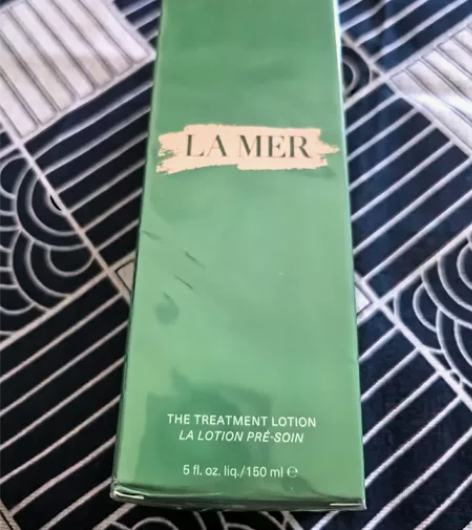 LA MER
THE TREATMENT LOTION
LA LOTION PRÉ-SOIN
5 fl. oz. liq./150 ml ℮